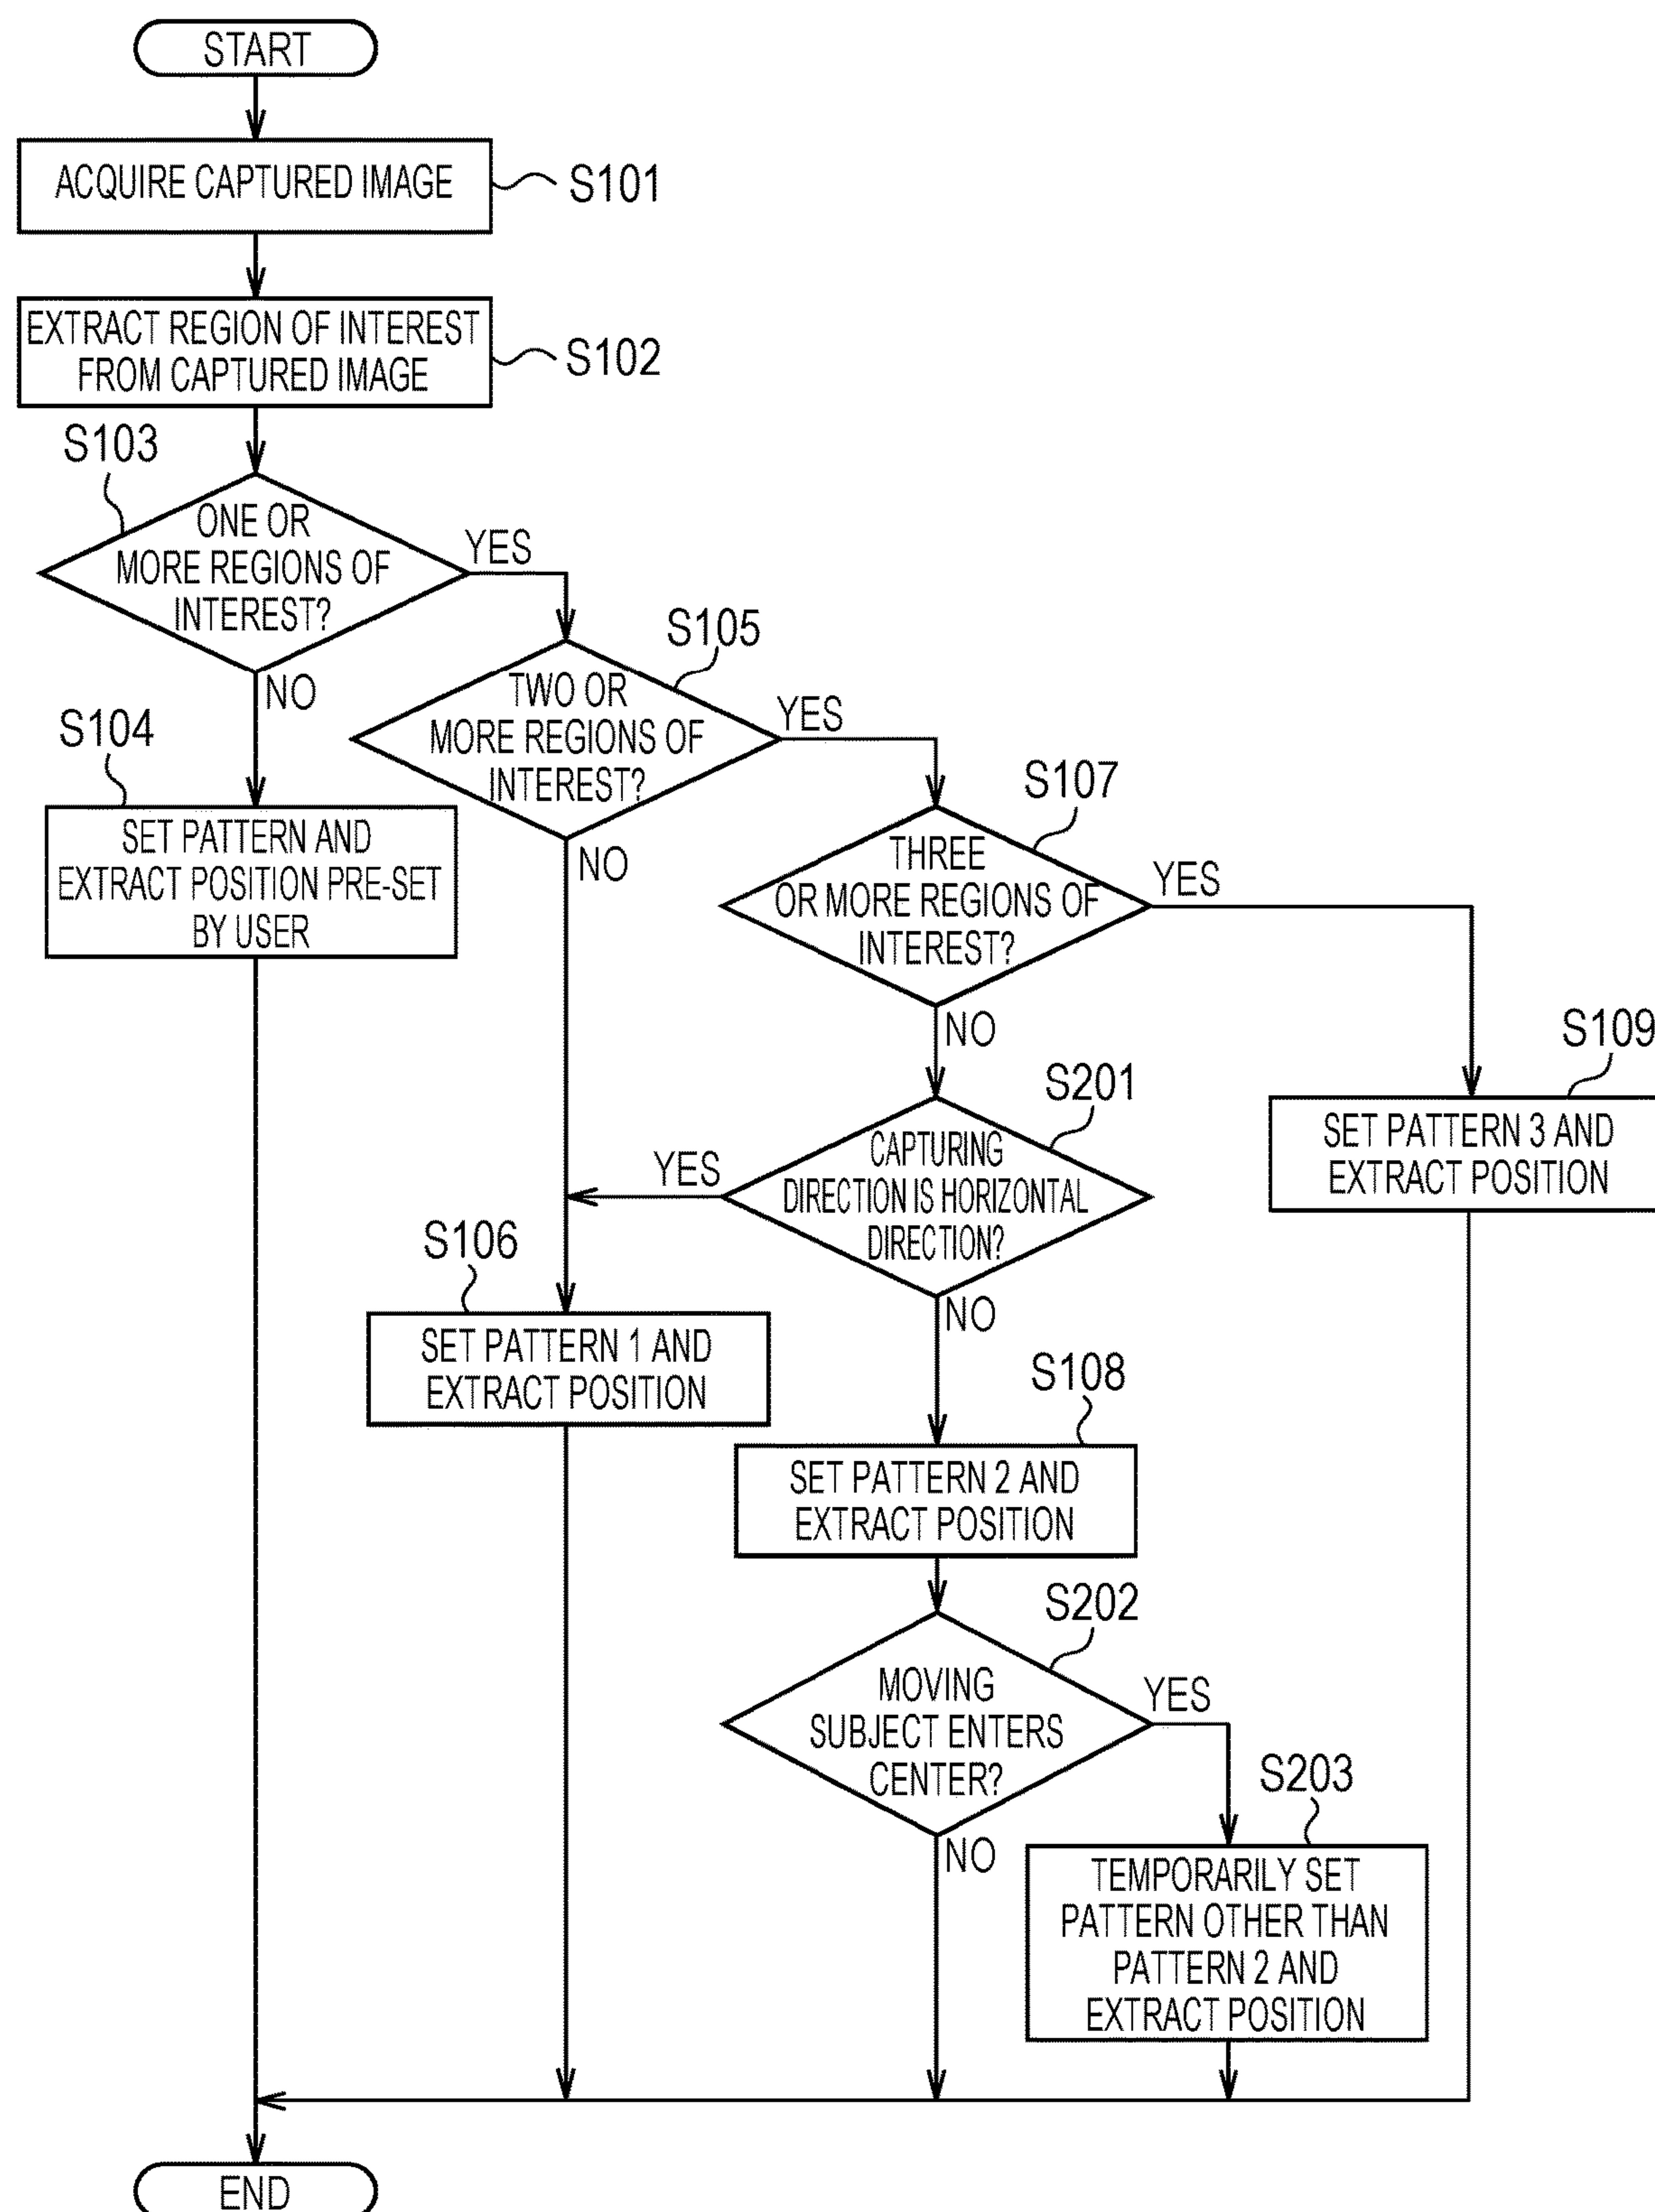 START
ACQUIRE CAPTURED IMAGE
S101
EXTRACT REGION OF INTEREST
FROM CAPTURED IMAGE
S102
S103
ONE OR
MORE REGIONS OF
INTEREST?
YES
NO
S104
SET PATTERN AND
EXTRACT POSITION PRE-SET
BY USER
S105
TWO OR
MORE REGIONS OF
INTEREST?
YES
NO
S107
THREE
OR MORE REGIONS OF
INTEREST?
YES
NO
S109
SET PATTERN 3 AND
EXTRACT POSITION
S201
CAPTURING
DIRECTION IS HORIZONTAL
DIRECTION?
YES
NO
S106
SET PATTERN 1 AND
EXTRACT POSITION
S108
SET PATTERN 2 AND
EXTRACT POSITION
S202
MOVING
SUBJECT ENTERS
CENTER?
YES
NO
S203
TEMPORARILY SET
PATTERN OTHER THAN
PATTERN 2 AND
EXTRACT POSITION
END